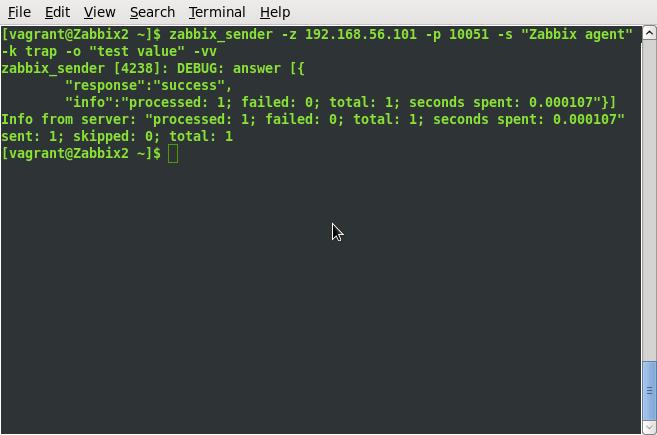 File Edit View Search Terminal Help
[vagrant@Zabbix2 ~]$ zabbix_sender -z 192.168.56.101 -p 10051 -s "Zabbix agent"
-k trap -o "test value" -vv
zabbix_sender [4238]: DEBUG: answer [{
        "response":"success",
        "info":"processed: 1; failed: 0; total: 1; seconds spent: 0.000107"}]
Info from server: "processed: 1; failed: 0; total: 1; seconds spent: 0.000107"
sent: 1; skipped: 0; total: 1
[vagrant@Zabbix2 ~]$